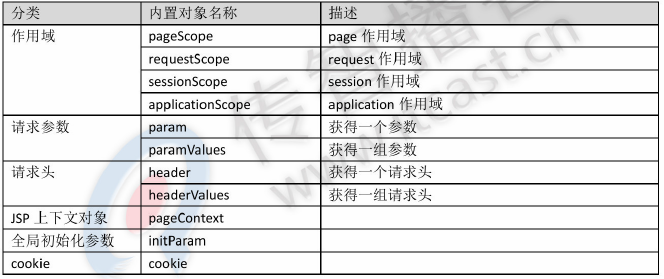 分类 内置对象名称 描述
作用域 pageScope page 作用域
requestScope request 作用域
sessionScope session 作用域
applicationScope application 作用域
请求参数 param 获得一个参数
paramValues 获得一组参数
请求头 header 获得一个请求头
headerValues 获得一组请求头
JSP 上下文对象 pageContext
全局初始化参数 initParam
cookie cookie
传智播客
www.itcast.cn